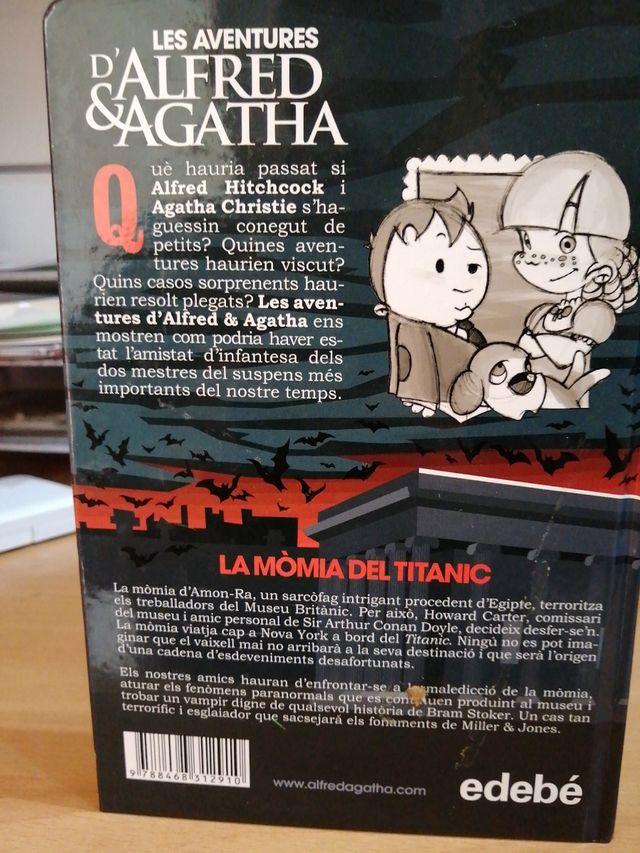 LES AVENTURES
D'ALFRED
&AGATHA
Què hauria passat si
Alfred Hitchcock i
Agatha Christie s'ha-
guessin conegut de
petits? Quines aven-
tures haurien viscut?
Quins casos sorprenents hau-
rien resolt plegats? Les aven-
tures d'Alfred & Agatha ens
mostren com podria haver es-
tat l'amistat d'infantesa dels
dos mestres del suspens més
importants del nostre temps.
LA MÒMIA DEL TITANIC
La mòmia d'Amon-Ra, un sarcòfag intrigant procedent d'Egipte, terroritza
els treballadors del Museu Britànic. Per això, Howard Carter, comissari
del museu i amic personal de Sir Arthur Conan Doyle, decideix desfer-se'n.
La mòmia viatja cap a Nova York a bord del Titanic. Ningú no es pot ima-
ginar que el vaixell mai no arribarà a la seva destinació i que serà l'origen
d'una cadena d'esdeveniments desafortunats.
Els nostres amics hauran d'enfrontar-se a la maledicció de la mòmia,
aturar els fenòmens paranormals que es continuen produint al museu i
trobar un vampir digne de qualsevol història de Bram Stoker. Un cas tan
terrorífic i esglaiador que sacsejarà els fonaments de Miller & Jones.
9 788468 312910
www.alfredagatha.com
edebé